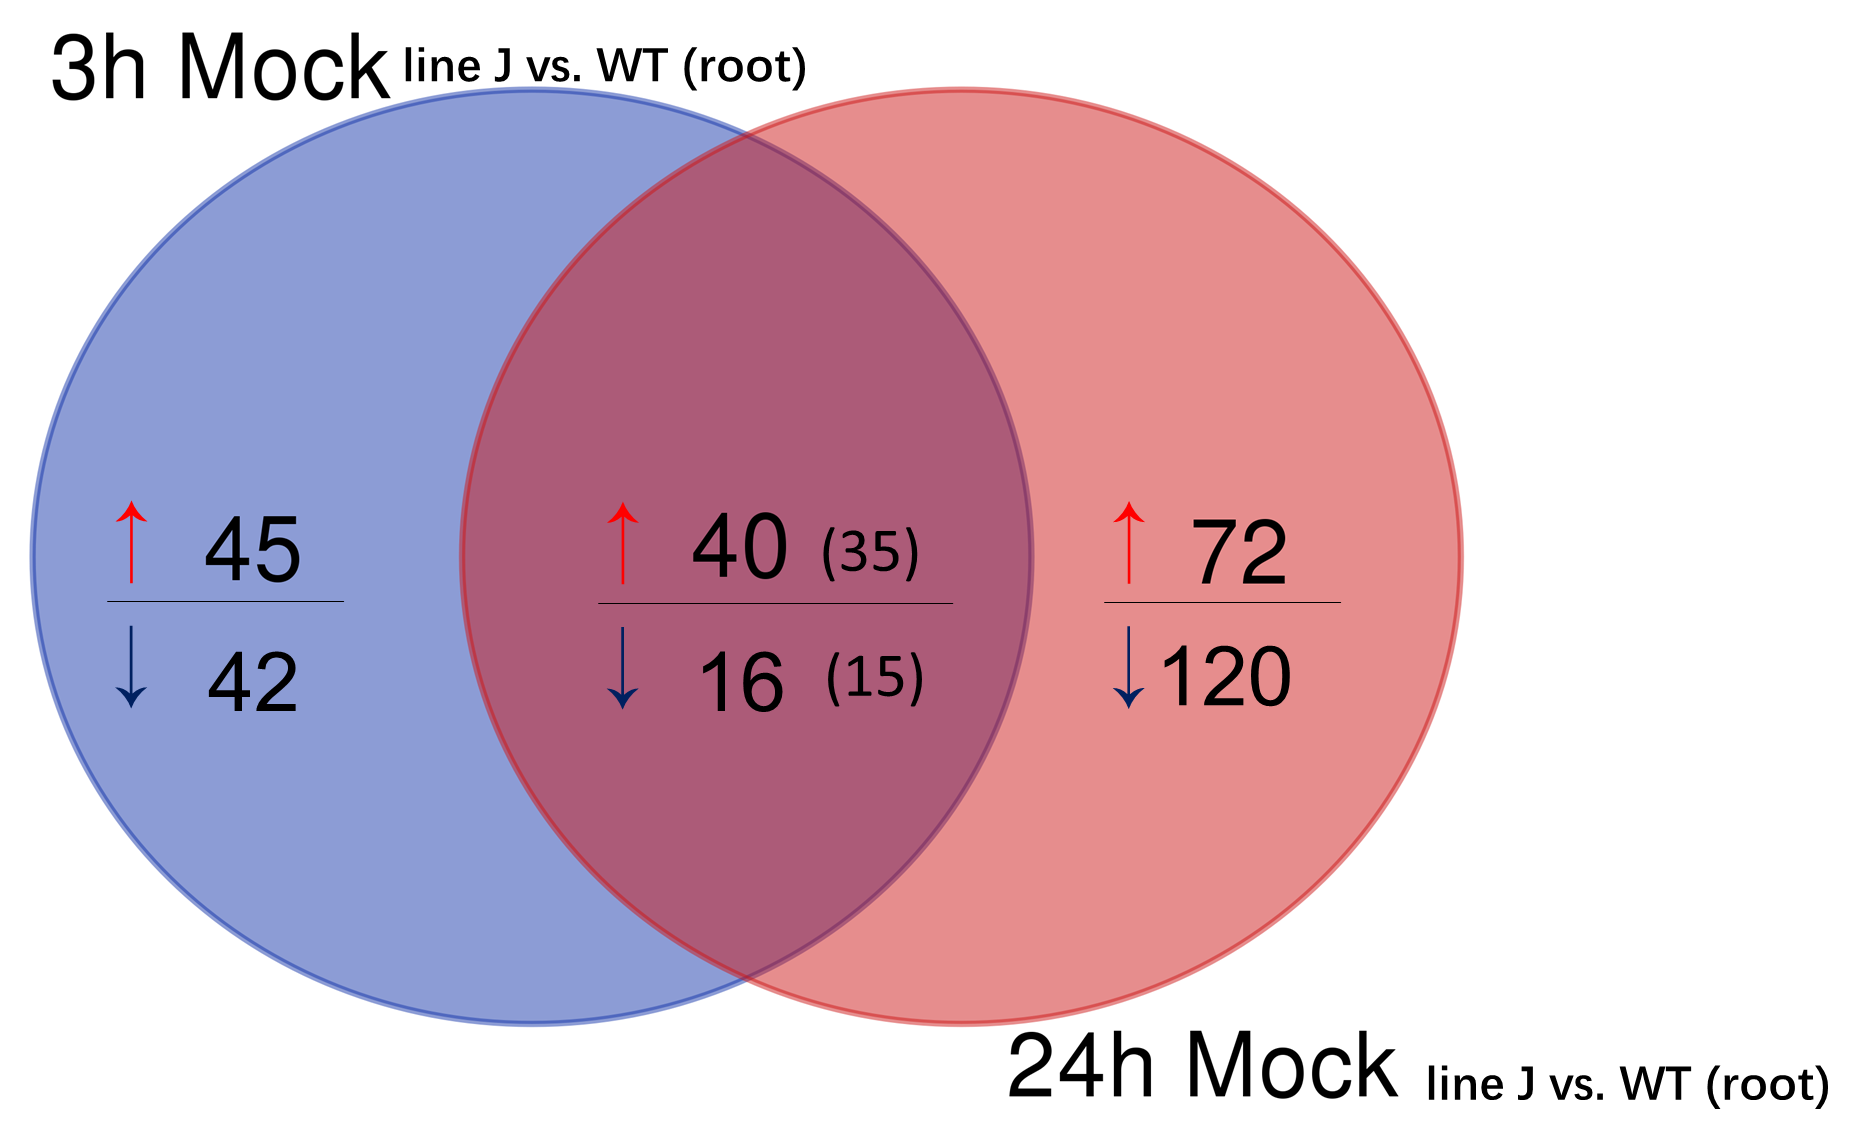 3h Mock line J vs. WT (root)
↑ 45
↓ 42
↑ 40 (35)
↓ 16 (15)
↑ 72
↓ 120
24h Mock line J vs. WT (root)